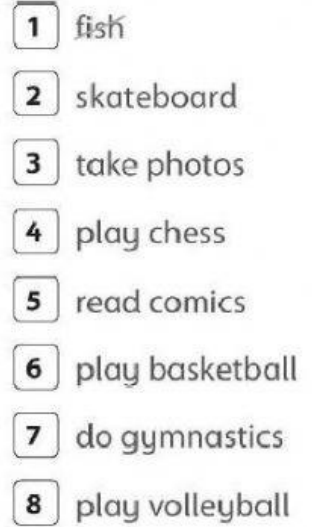 1 fish
2 skateboard
3 take photos
4 play chess
5 read comics
6 play basketball
7 do gymnastics
8 play volleyball